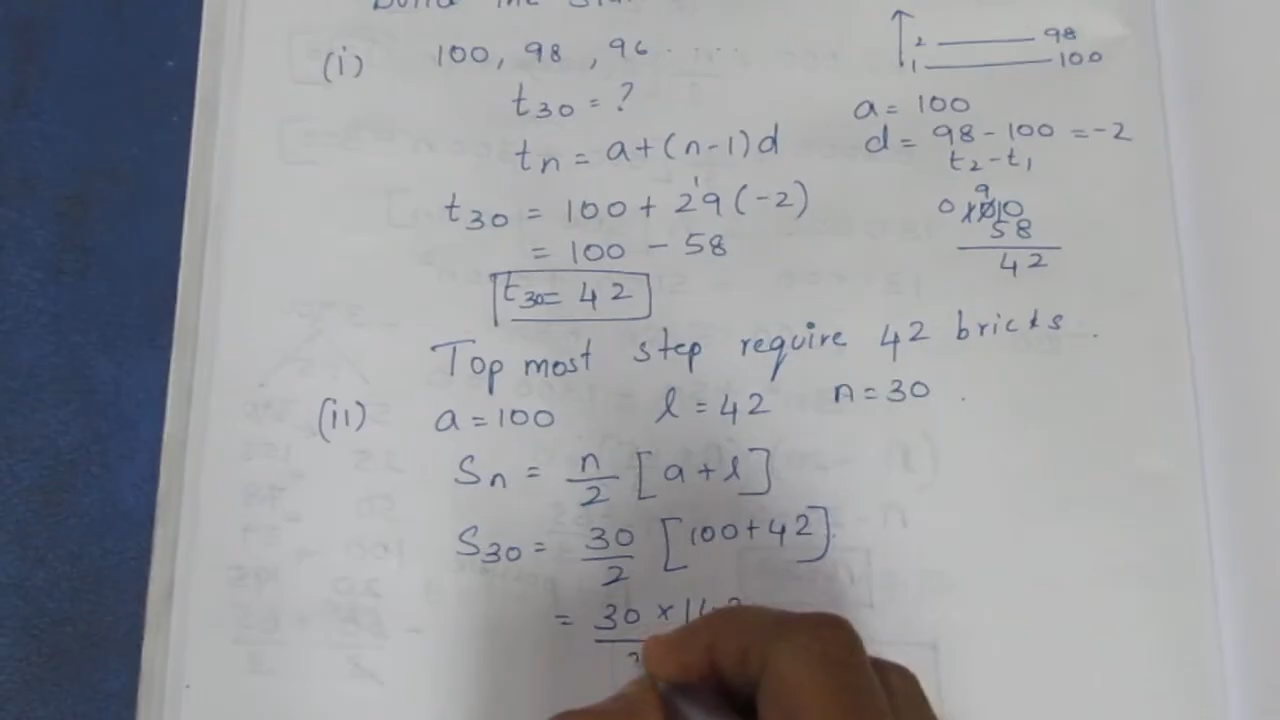 (i) 100, 98, 96 . . . .
2 98
1 100
t30 = ?
a = 100
tn = a+(n-1)d
d = 98-100 = -2
t2-t1
t30 = 100 + 29(-2)
= 100 - 58
58
42
t30= 42
Top most step require 42 bricks.
(ii) a=100 l=42 n=30.
Sn = n/2 [a+l]
S30 = 30/2 [100+42]
= 30 ×